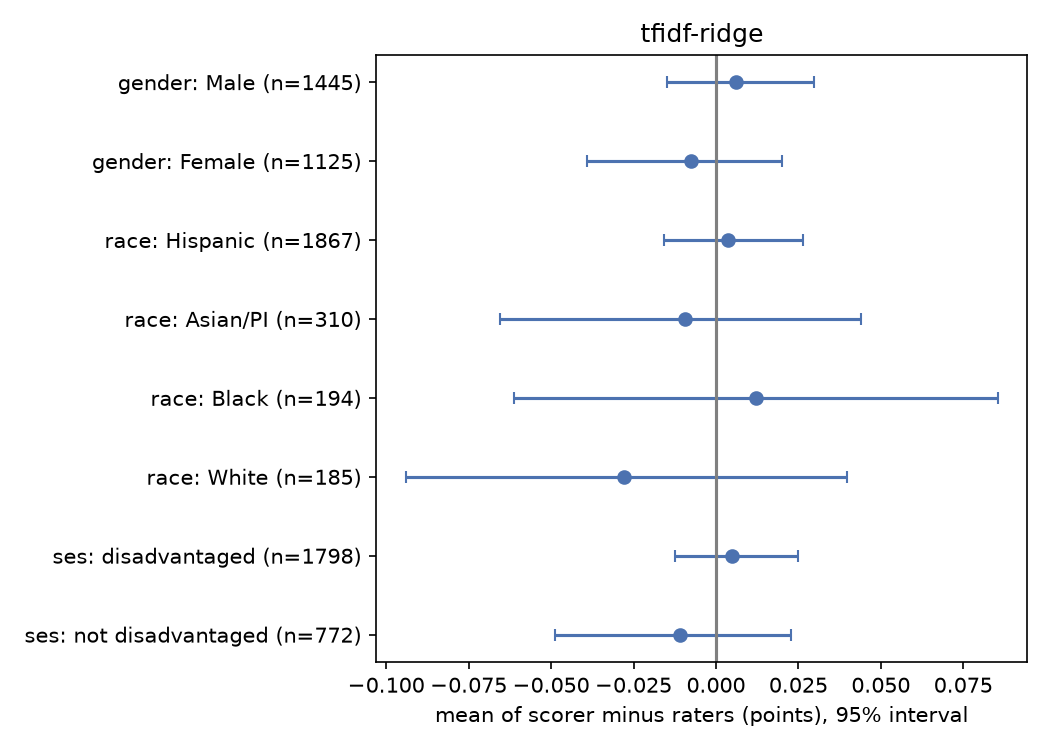 tfidf-ridge
gender: Male (n=1445)
gender: Female (n=1125)
race: Hispanic (n=1867)
race: Asian/PI (n=310)
race: Black (n=194)
race: White (n=185)
ses: disadvantaged (n=1798)
ses: not disadvantaged (n=772)
−0.100 −0.075 −0.050 −0.025 0.000 0.025 0.050 0.075
mean of scorer minus raters (points), 95% interval